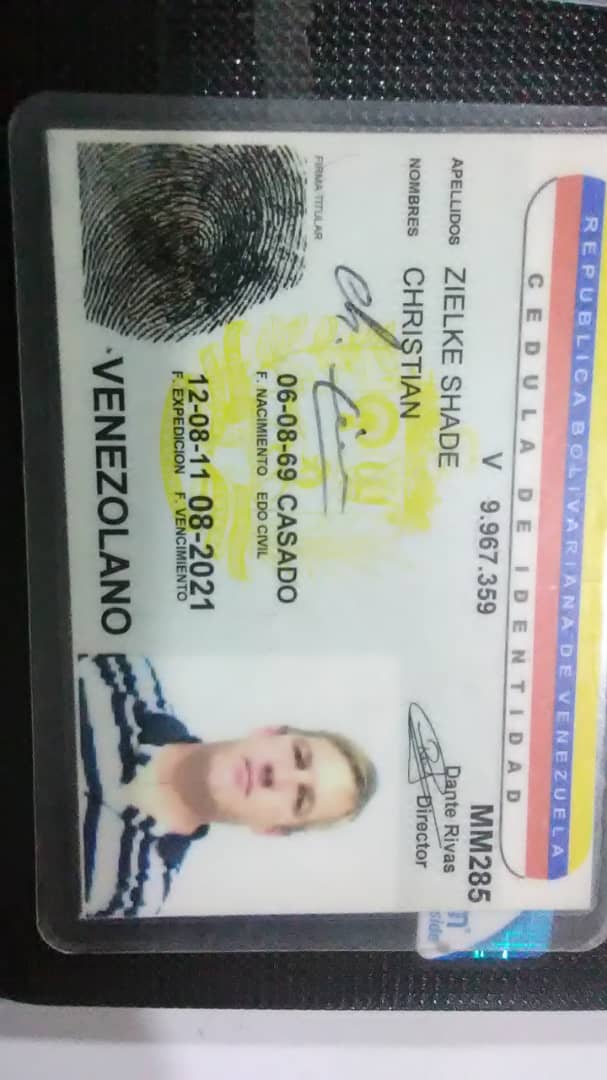 REPUBLICA BOLIVARIANA DE VENEZUELA
CEDULA DE IDENTIDAD
V 9.967.359
MM285
APELLIDOS ZIELKE SHADE
Dante Rivas
NOMBRES CHRISTIAN
Director
FIRMA TITULAR
06-08-69 CASADO
F. NACIMIENTO EDO CIVIL
12-08-11 08-2021
F. EXPEDICION F. VENCIMIENTO
VENEZOLANO